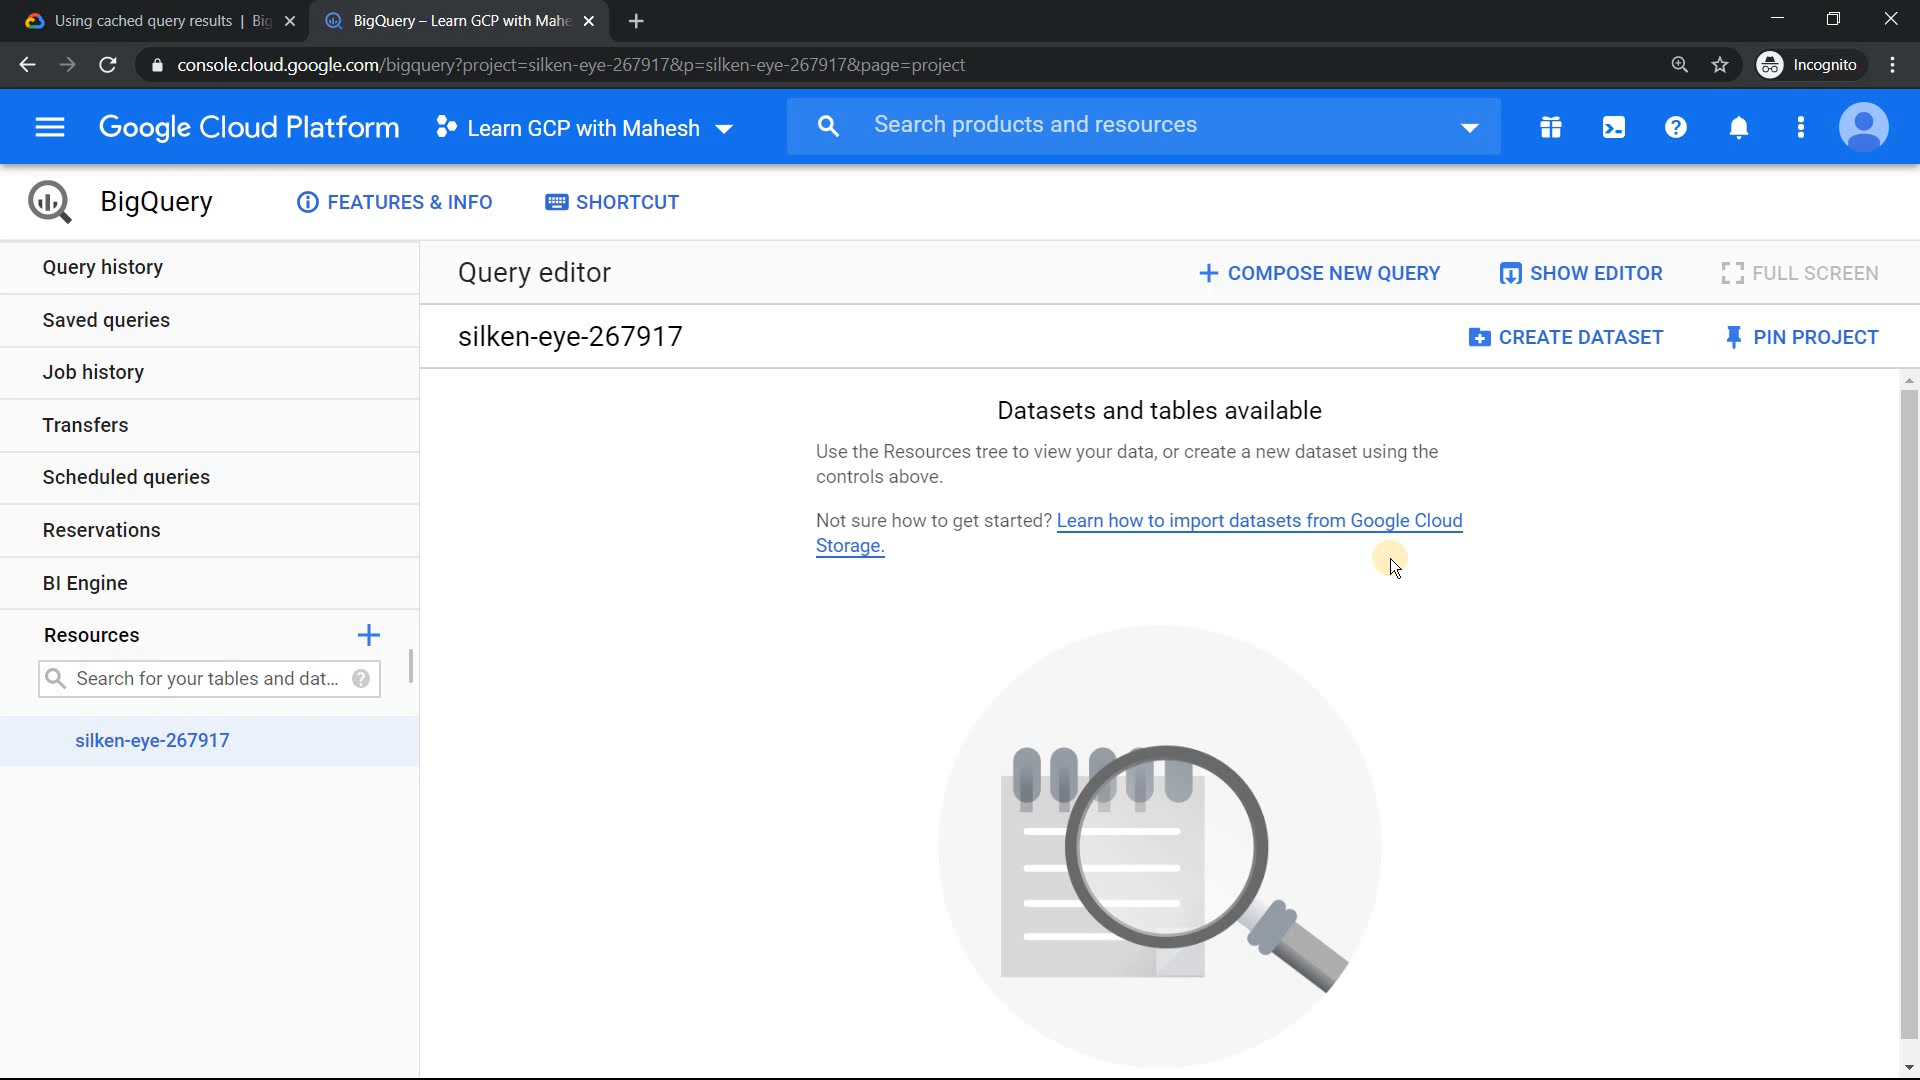 Using cached query results | Big
BigQuery – Learn GCP with Mahe
console.cloud.google.com/bigquery?project=silken-eye-267917&p=silken-eye-267917&page=project
Incognito
Google Cloud Platform
Learn GCP with Mahesh
Search products and resources
BigQuery
FEATURES & INFO
SHORTCUT
Query history
Saved queries
Job history
Transfers
Scheduled queries
Reservations
BI Engine
Resources
Search for your tables and dat...
silken-eye-267917
Query editor
COMPOSE NEW QUERY
SHOW EDITOR
FULL SCREEN
silken-eye-267917
CREATE DATASET
PIN PROJECT
Datasets and tables available
Use the Resources tree to view your data, or create a new dataset using the
controls above.
Not sure how to get started? Learn how to import datasets from Google Cloud
Storage.